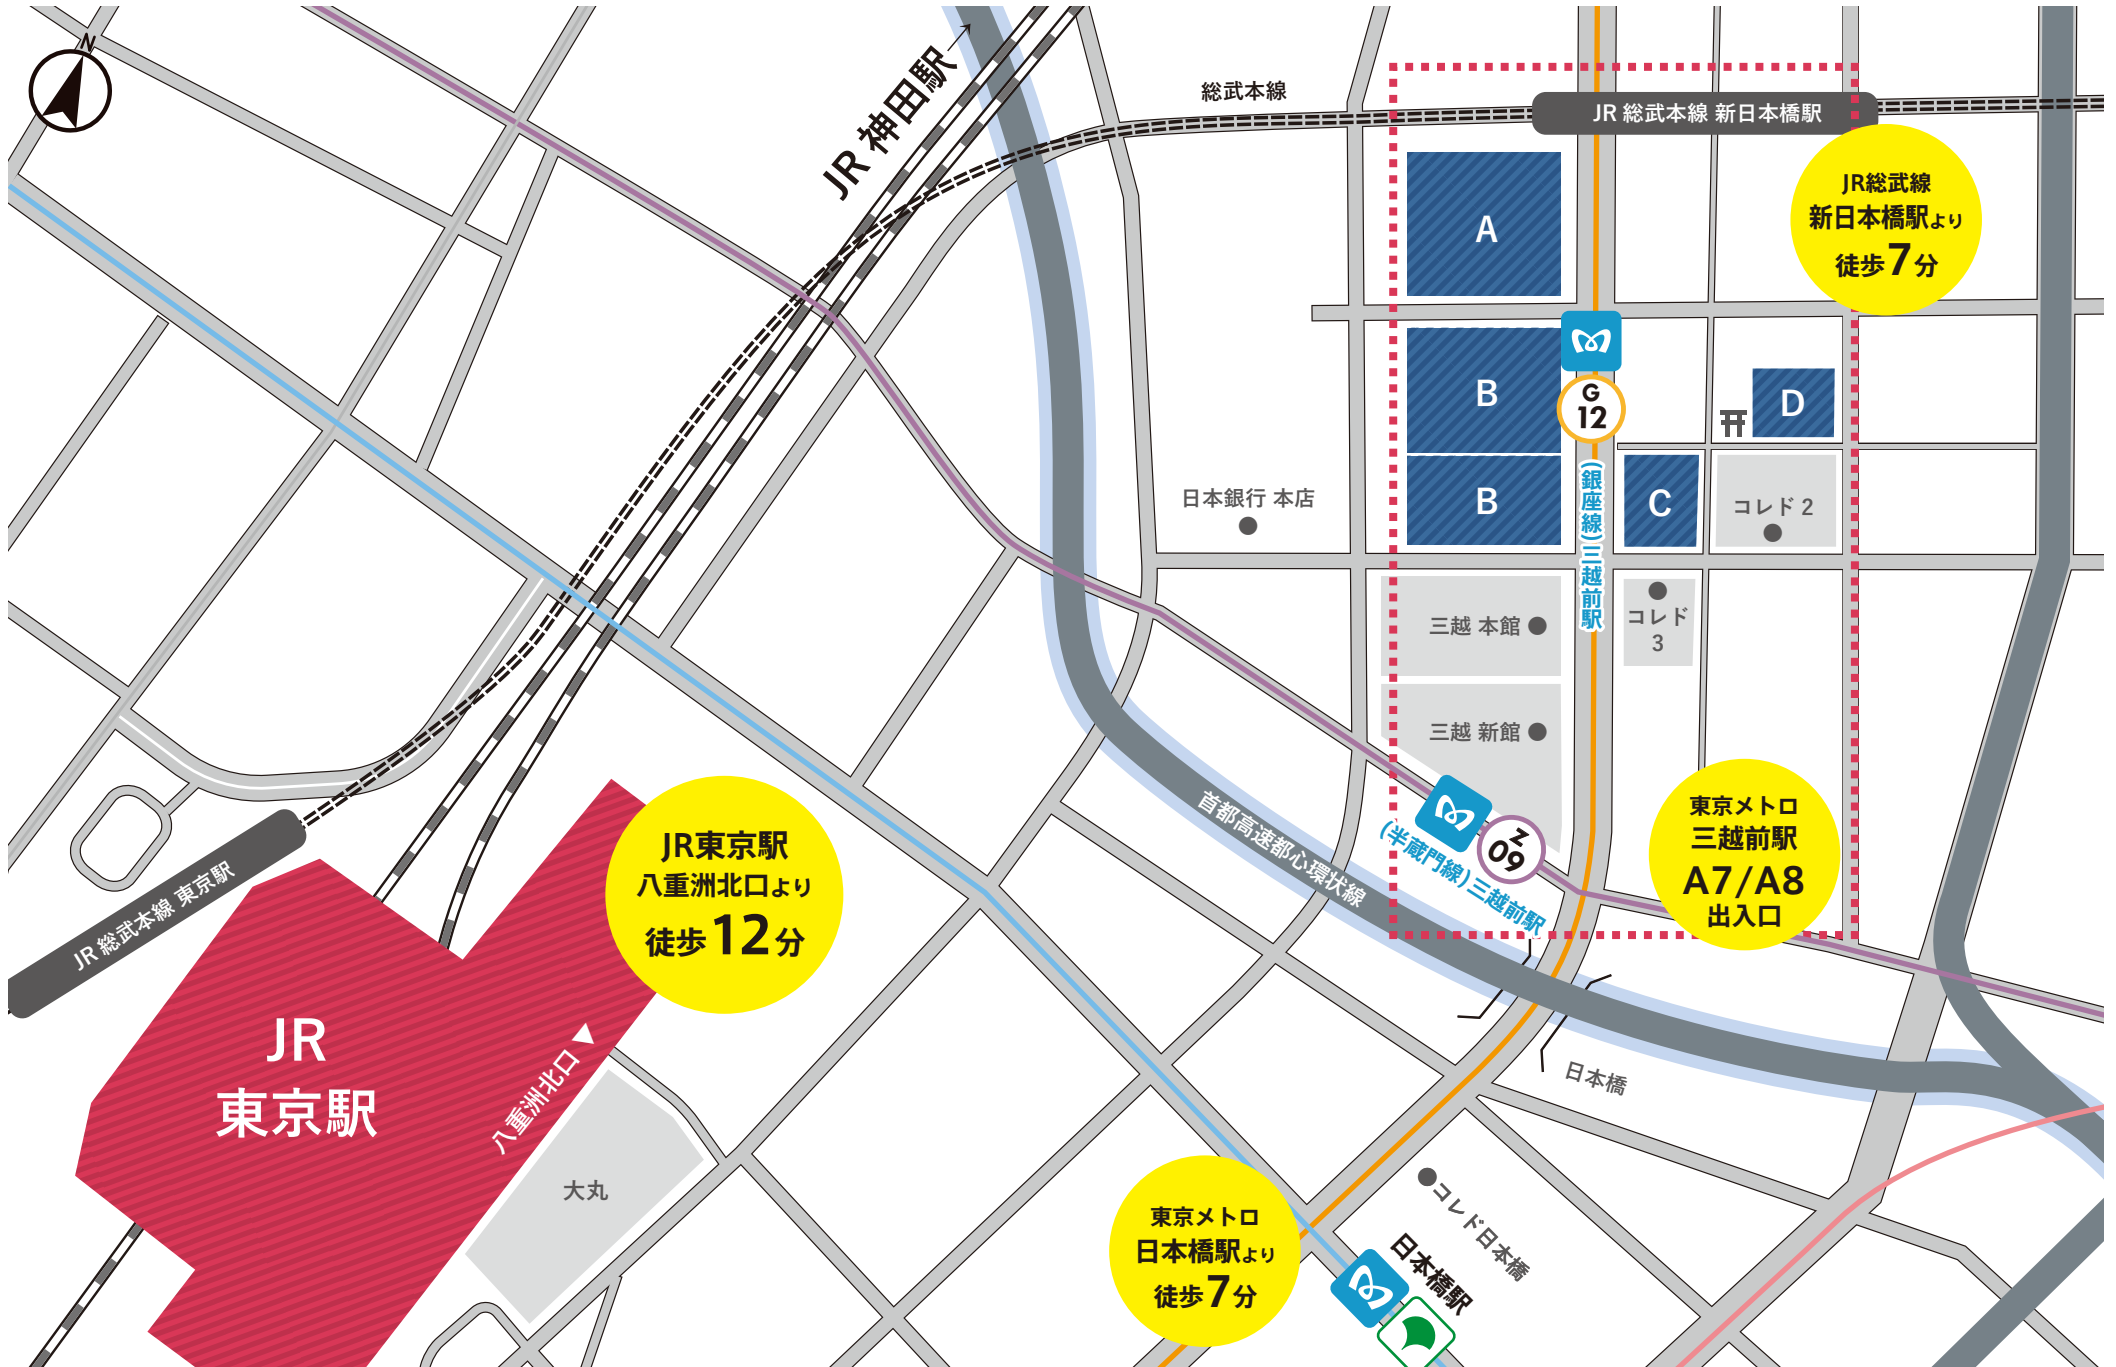 N
JR 神田駅
総武本線
JR 総武本線 新日本橋駅
JR総武線
新日本橋駅より
徒歩7分
A
B
G
12
D
B
C
コレド 2
(銀座線)三越前駅
日本銀行 本店
三越 本館
コレド
3
三越 新館
首都高速都心環状線
Z
09
(半蔵門線)三越前駅
東京メトロ
三越前駅
A7/A8
出入口
JR東京駅
八重洲北口より
徒歩12分
JR 総武本線 東京駅
JR
東京駅
八重洲北口
大丸
日本橋
コレド日本橋
東京メトロ
日本橋駅より
徒歩7分
日本橋駅